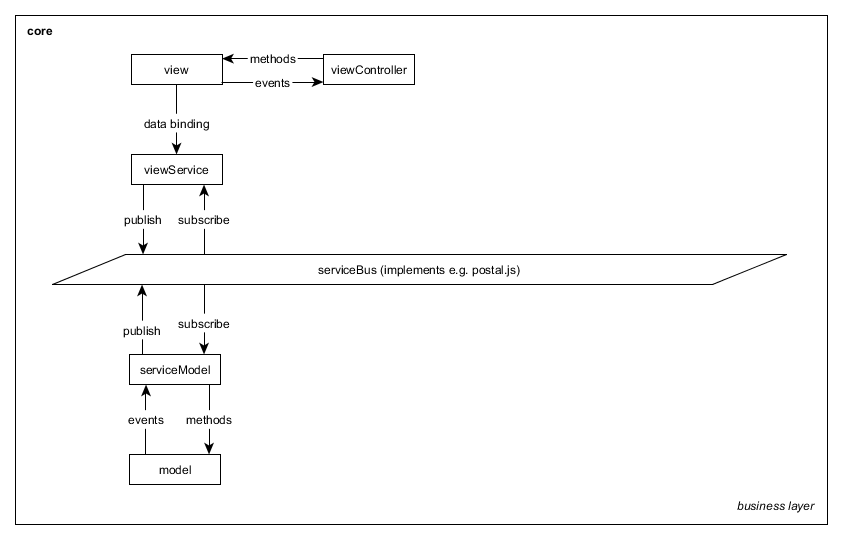 core
methods
view
viewController
events
data binding
viewService
publish
subscribe
serviceBus (implements e.g. postal.js)
publish
subscribe
serviceModel
events
methods
model
business layer